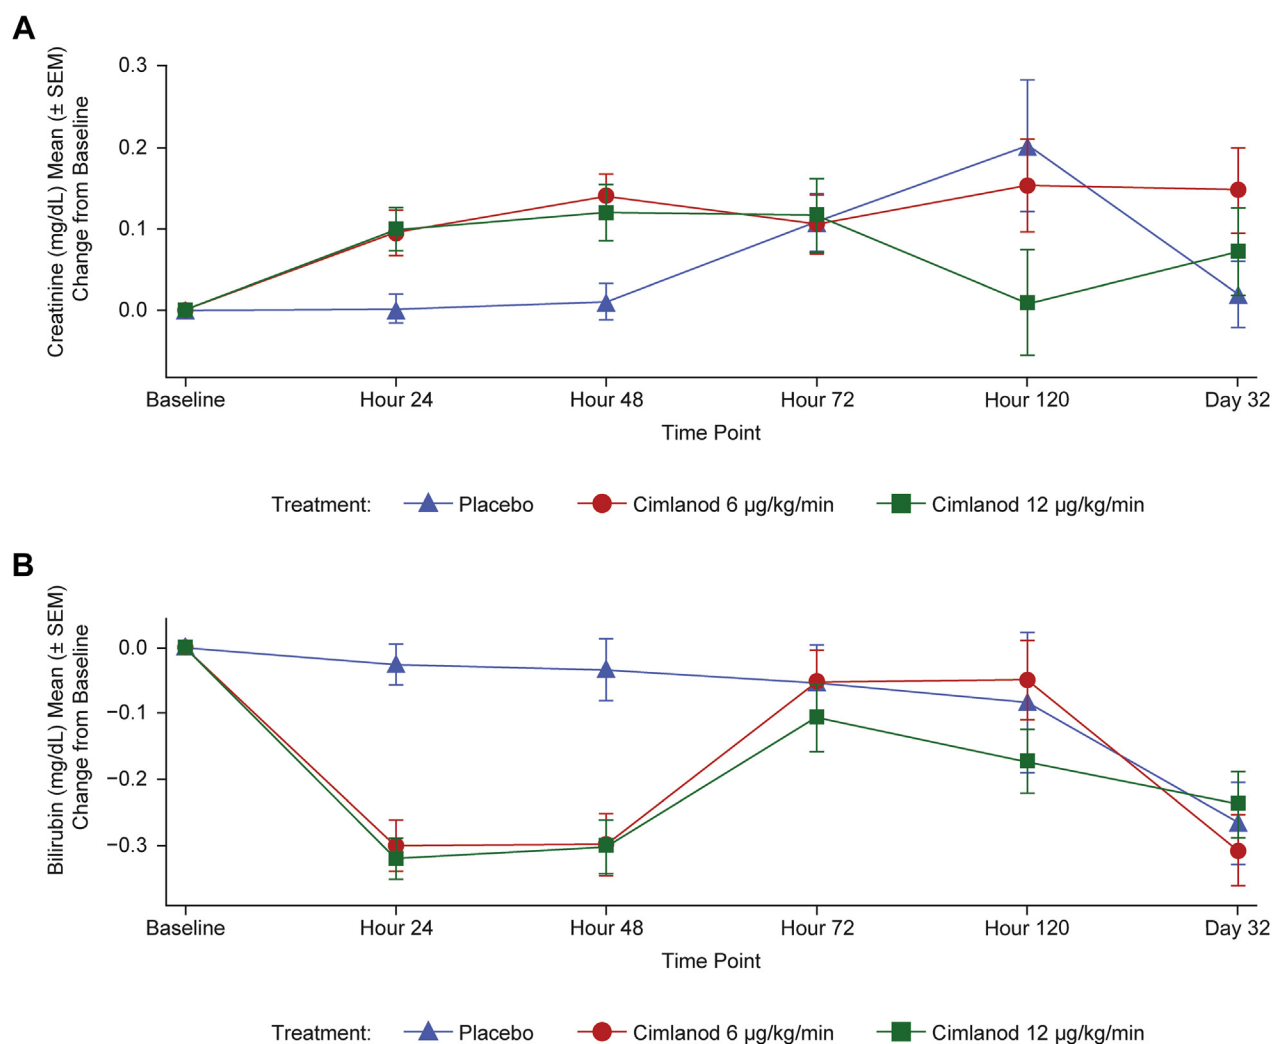 A
Creatinine (mg/dL) Mean (± SEM)
Change from Baseline
0.3
0.2
0.1
0.0
Baseline Hour 24 Hour 48 Hour 72 Hour 120 Day 32
Time Point
Treatment: Placebo Cimlanod 6 µg/kg/min Cimlanod 12 µg/kg/min
B
Bilirubin (mg/dL) Mean (± SEM)
Change from Baseline
0.0
−0.1
−0.2
−0.3
Baseline Hour 24 Hour 48 Hour 72 Hour 120 Day 32
Time Point
Treatment: Placebo Cimlanod 6 µg/kg/min Cimlanod 12 µg/kg/min